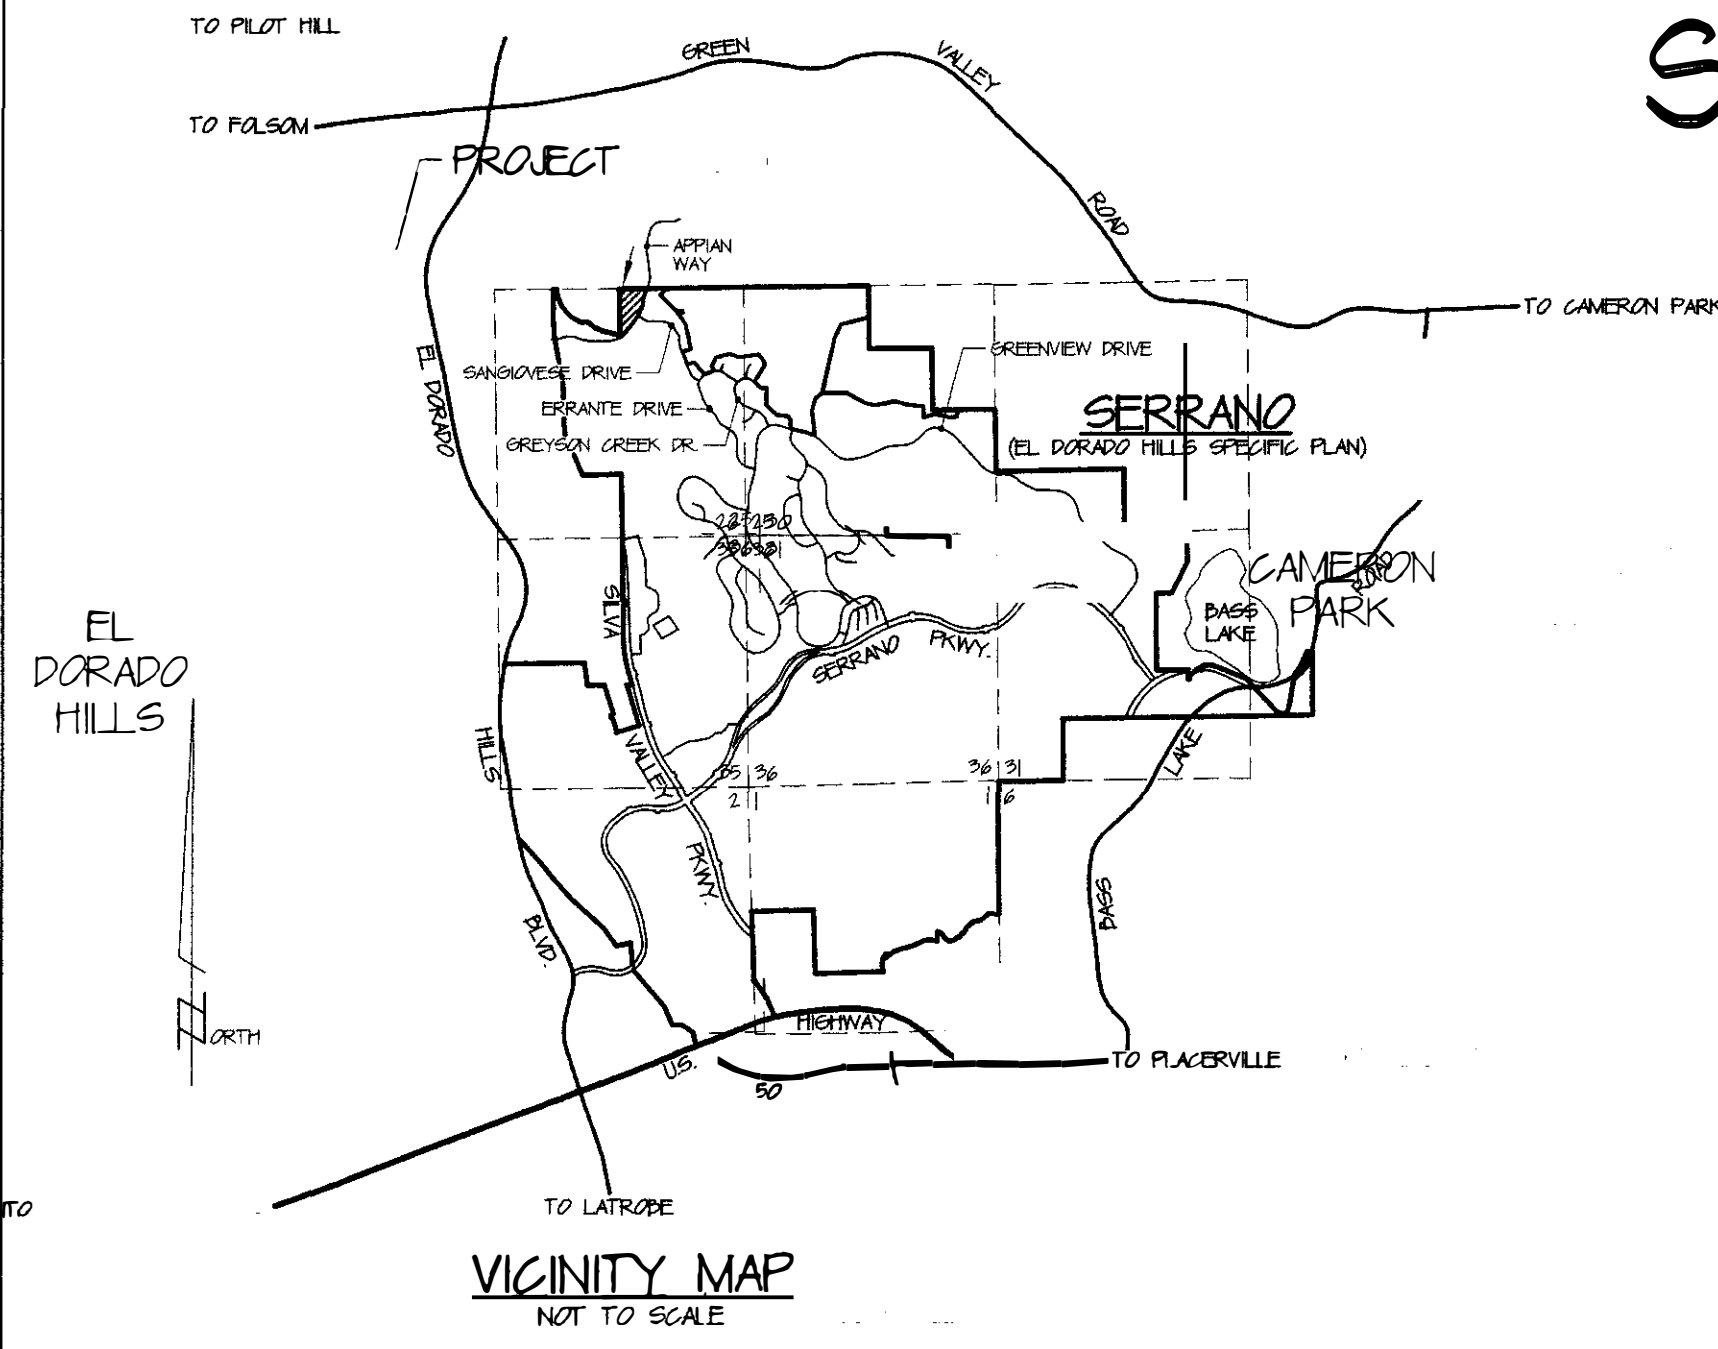 TO PILOT HILL
GREEN
VALLEY
S
TO FOLSOM
PROJECT
ROAD
APPIAN
WAY
TO CAMERON PARK
EL DORADO
SANGIOVESE DRIVE
GREENVIEW DRIVE
ERRANTE DRIVE
SERRANO
GREYSON CREEK DR.
(EL DORADO HILLS SPECIFIC PLAN)
CAMERON
PARK
ROAD
BASS
LAKE
SILVA
EL
DORADO
HILLS
SERRANO
PKWY.
HILLS
VALLEY
LAKE
35 36
2 1
36 31
1 6
PKWY.
BASS
BLVD.
NORTH
HIGHWAY
U.S.
50
TO PLACERVILLE
TO
TO LATROBE
VICINITY MAP
NOT TO SCALE